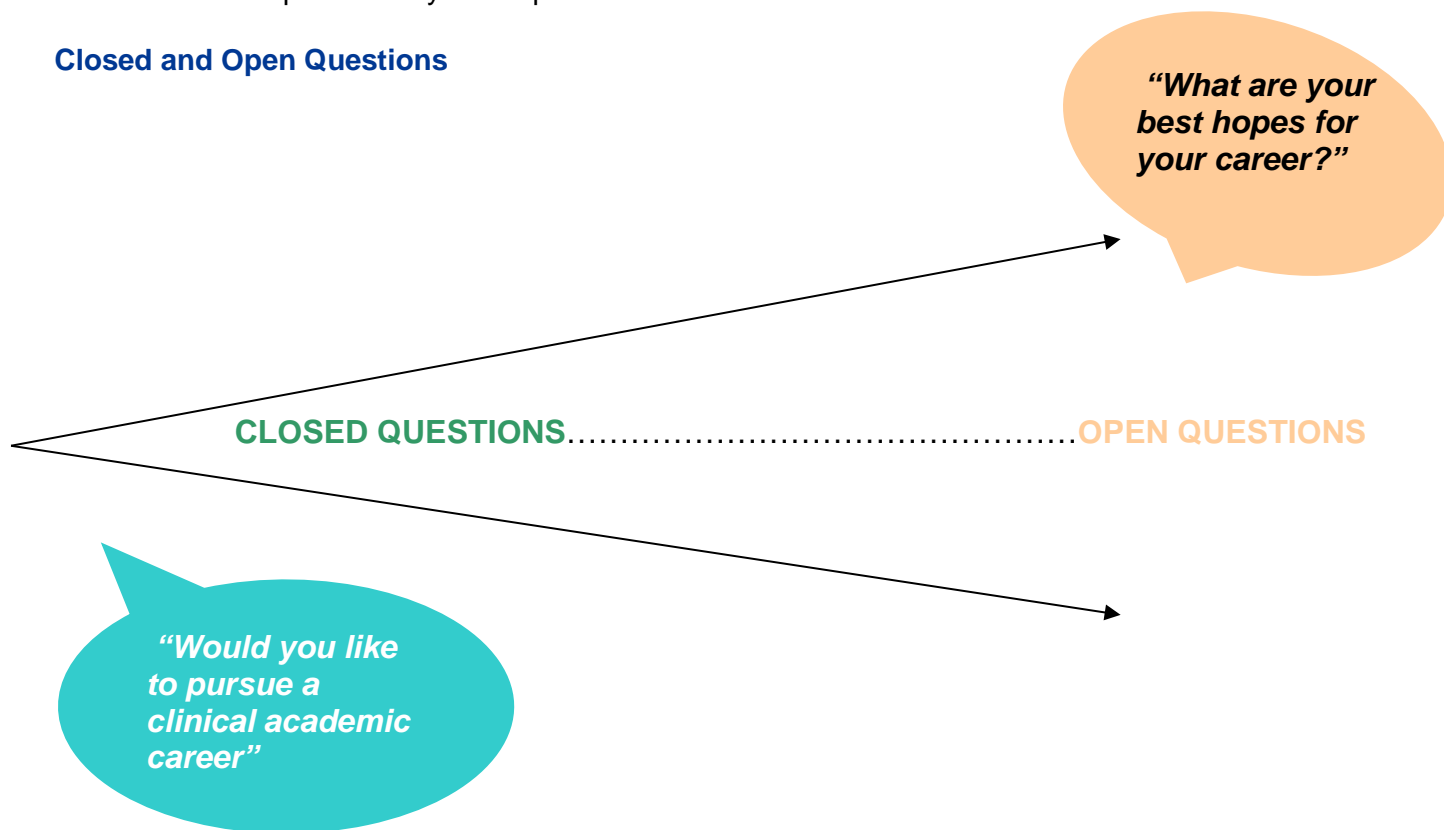 Closed and Open Questions
“What are your
best hopes for
your career?”
CLOSED QUESTIONS…………………………………………OPEN QUESTIONS
“Would you like
to pursue a
clinical academic
career”